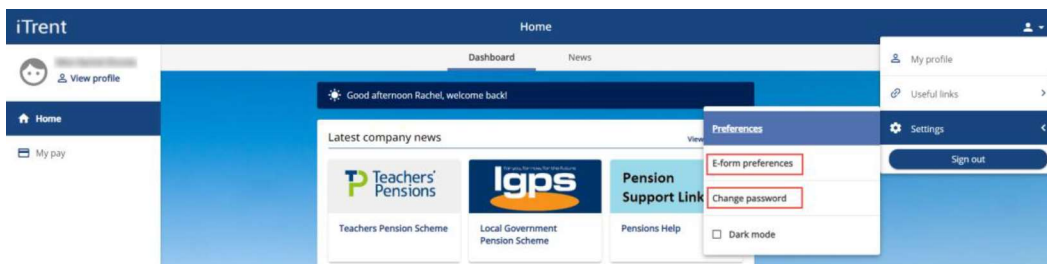 iTrent
Home
View profile
Home
My pay
Dashboard News
Good afternoon Rachel, welcome back!
Latest company news
View
TP Teachers'
Pensions
lgps
Pension
Support Link
Teachers Pension Scheme
Local Government
Pension Scheme
Pensions Help
Preferences
E-form preferences
Change password
Dark mode
My profile
Useful links
Settings
Sign out